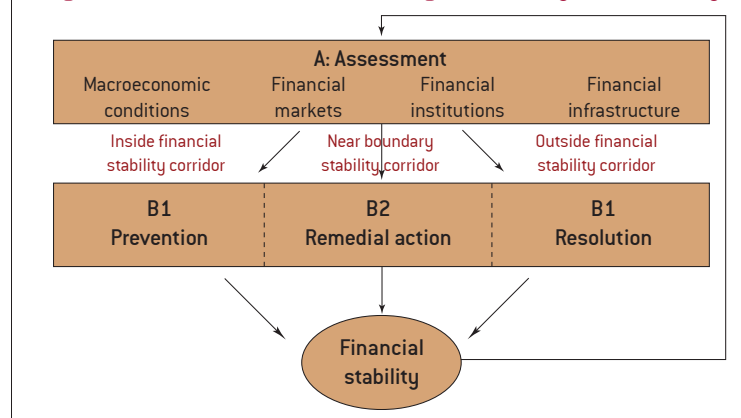 A: Assessment
Macroeconomic Financial Financial Financial
conditions markets institutions infrastructure
Inside financial Near boundary Outside financial
stability corridor stability corridor stability corridor
B1 B2 B1
Prevention Remedial action Resolution
Financial
stability